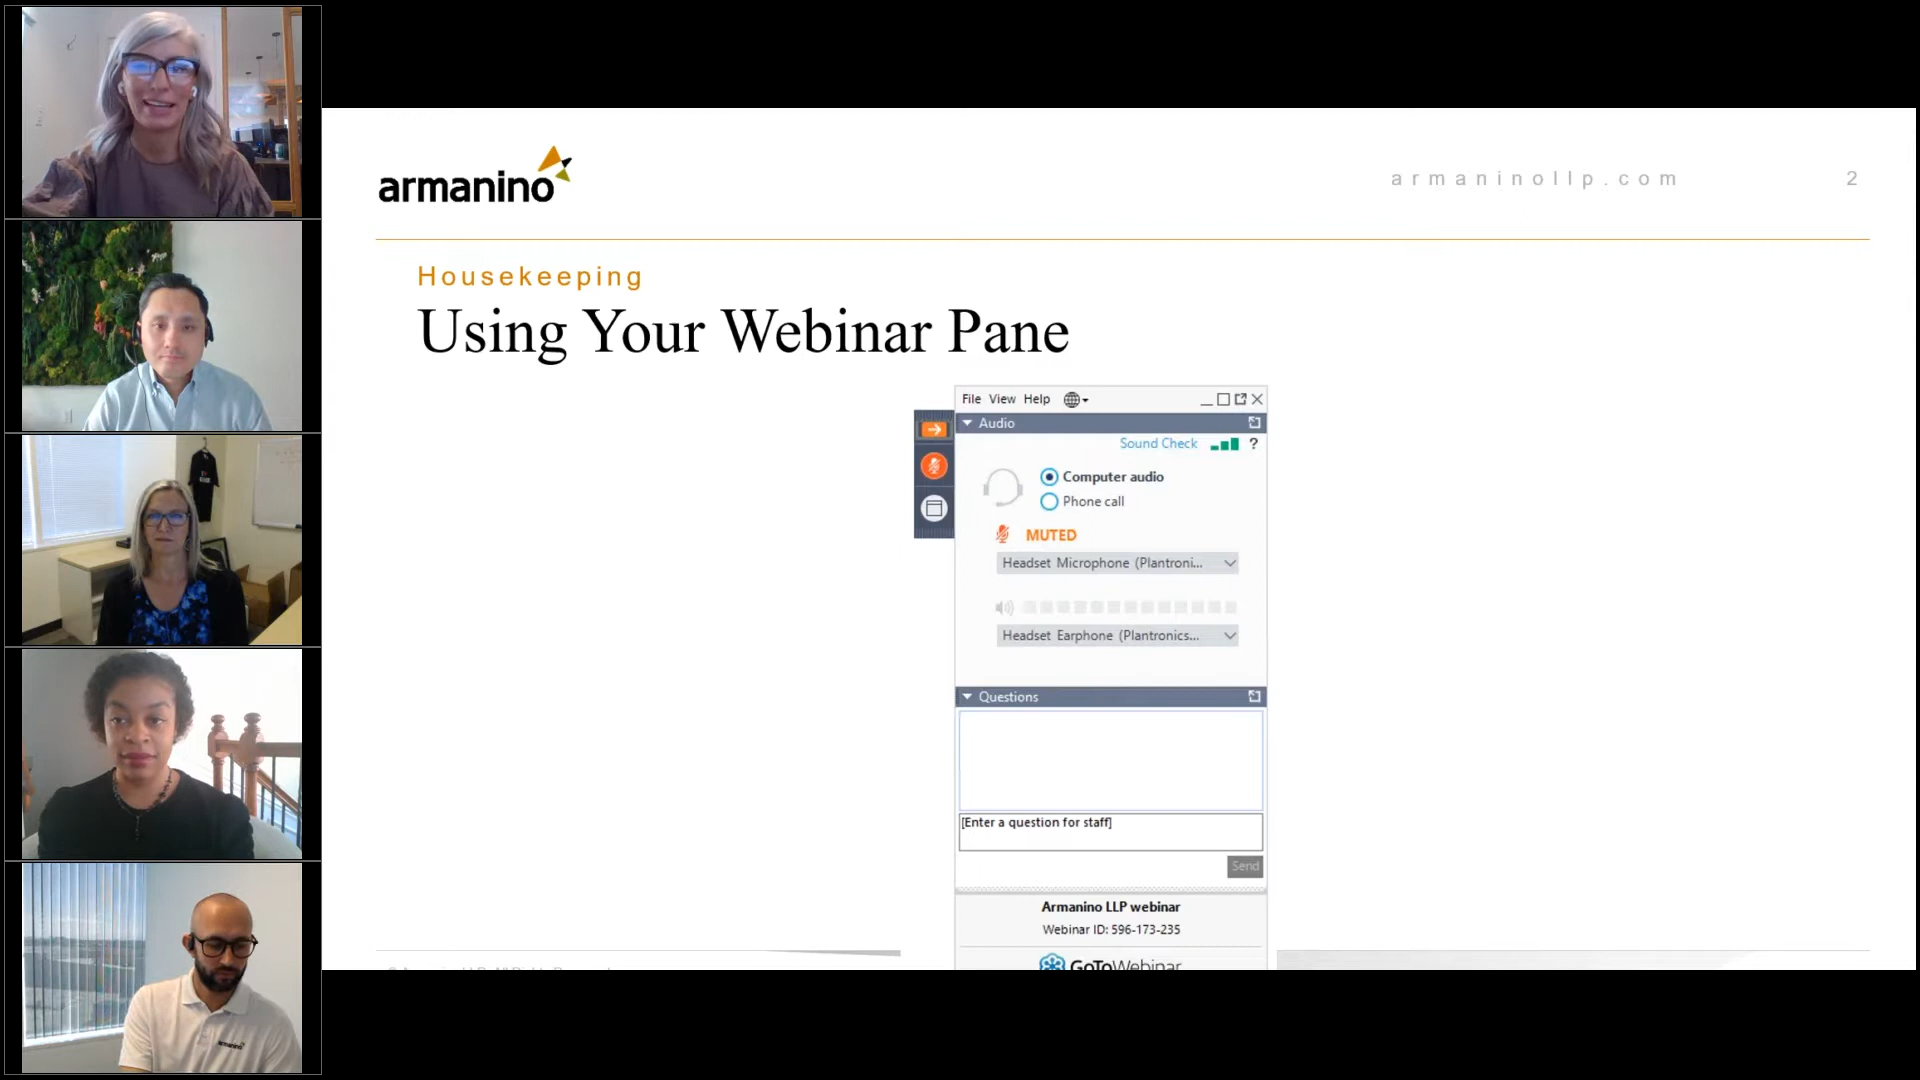 armanino
armaninollp.com 2
Housekeeping
Using Your Webinar Pane
File View Help
Audio
Sound Check ?
Computer audio
Phone call
MUTED
Headset Microphone (Plantroni...
Headset Earphone (Plantronics...
Questions
[Enter a question for staff]
Send
Armanino LLP webinar
Webinar ID: 596-173-235
GoToWebinar
armanino